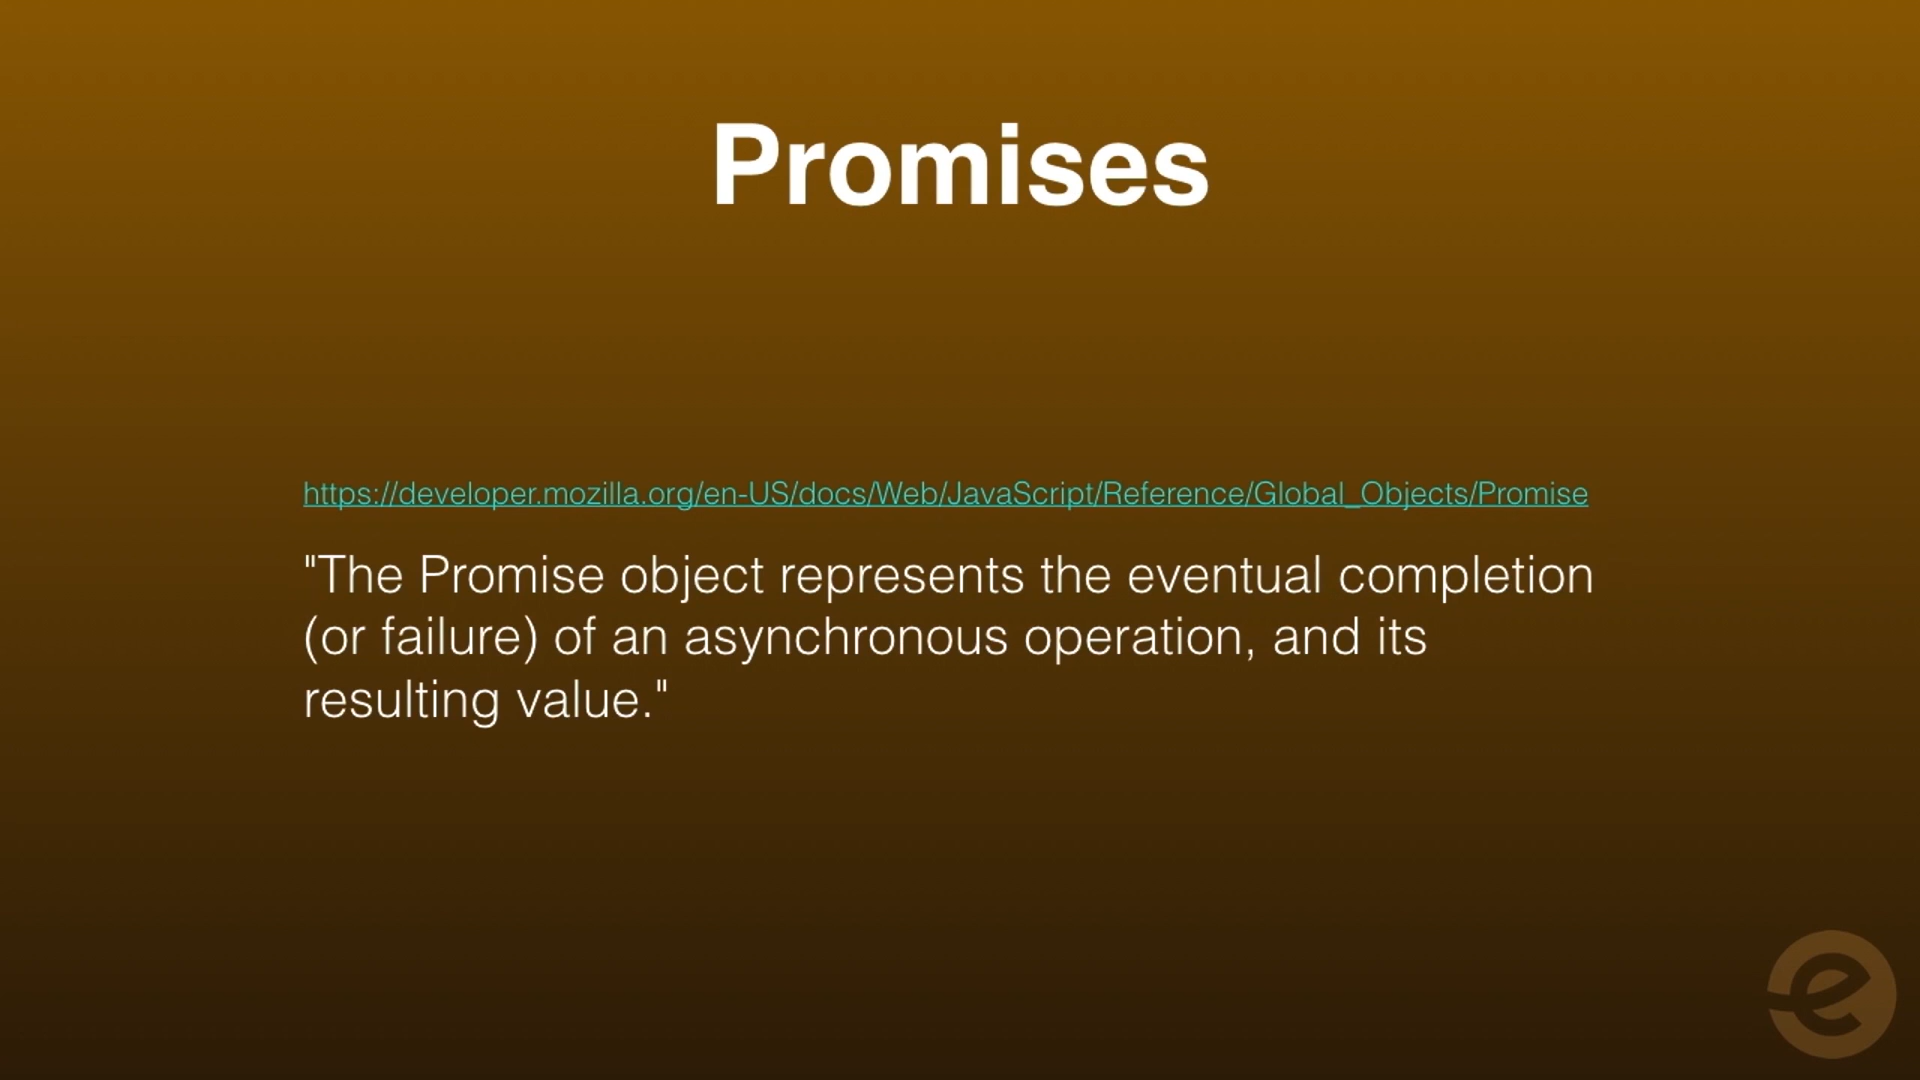 Promises
https://developer.mozilla.org/en-US/docs/Web/JavaScript/Reference/Global_Objects/Promise
"The Promise object represents the eventual completion
(or failure) of an asynchronous operation, and its
resulting value."